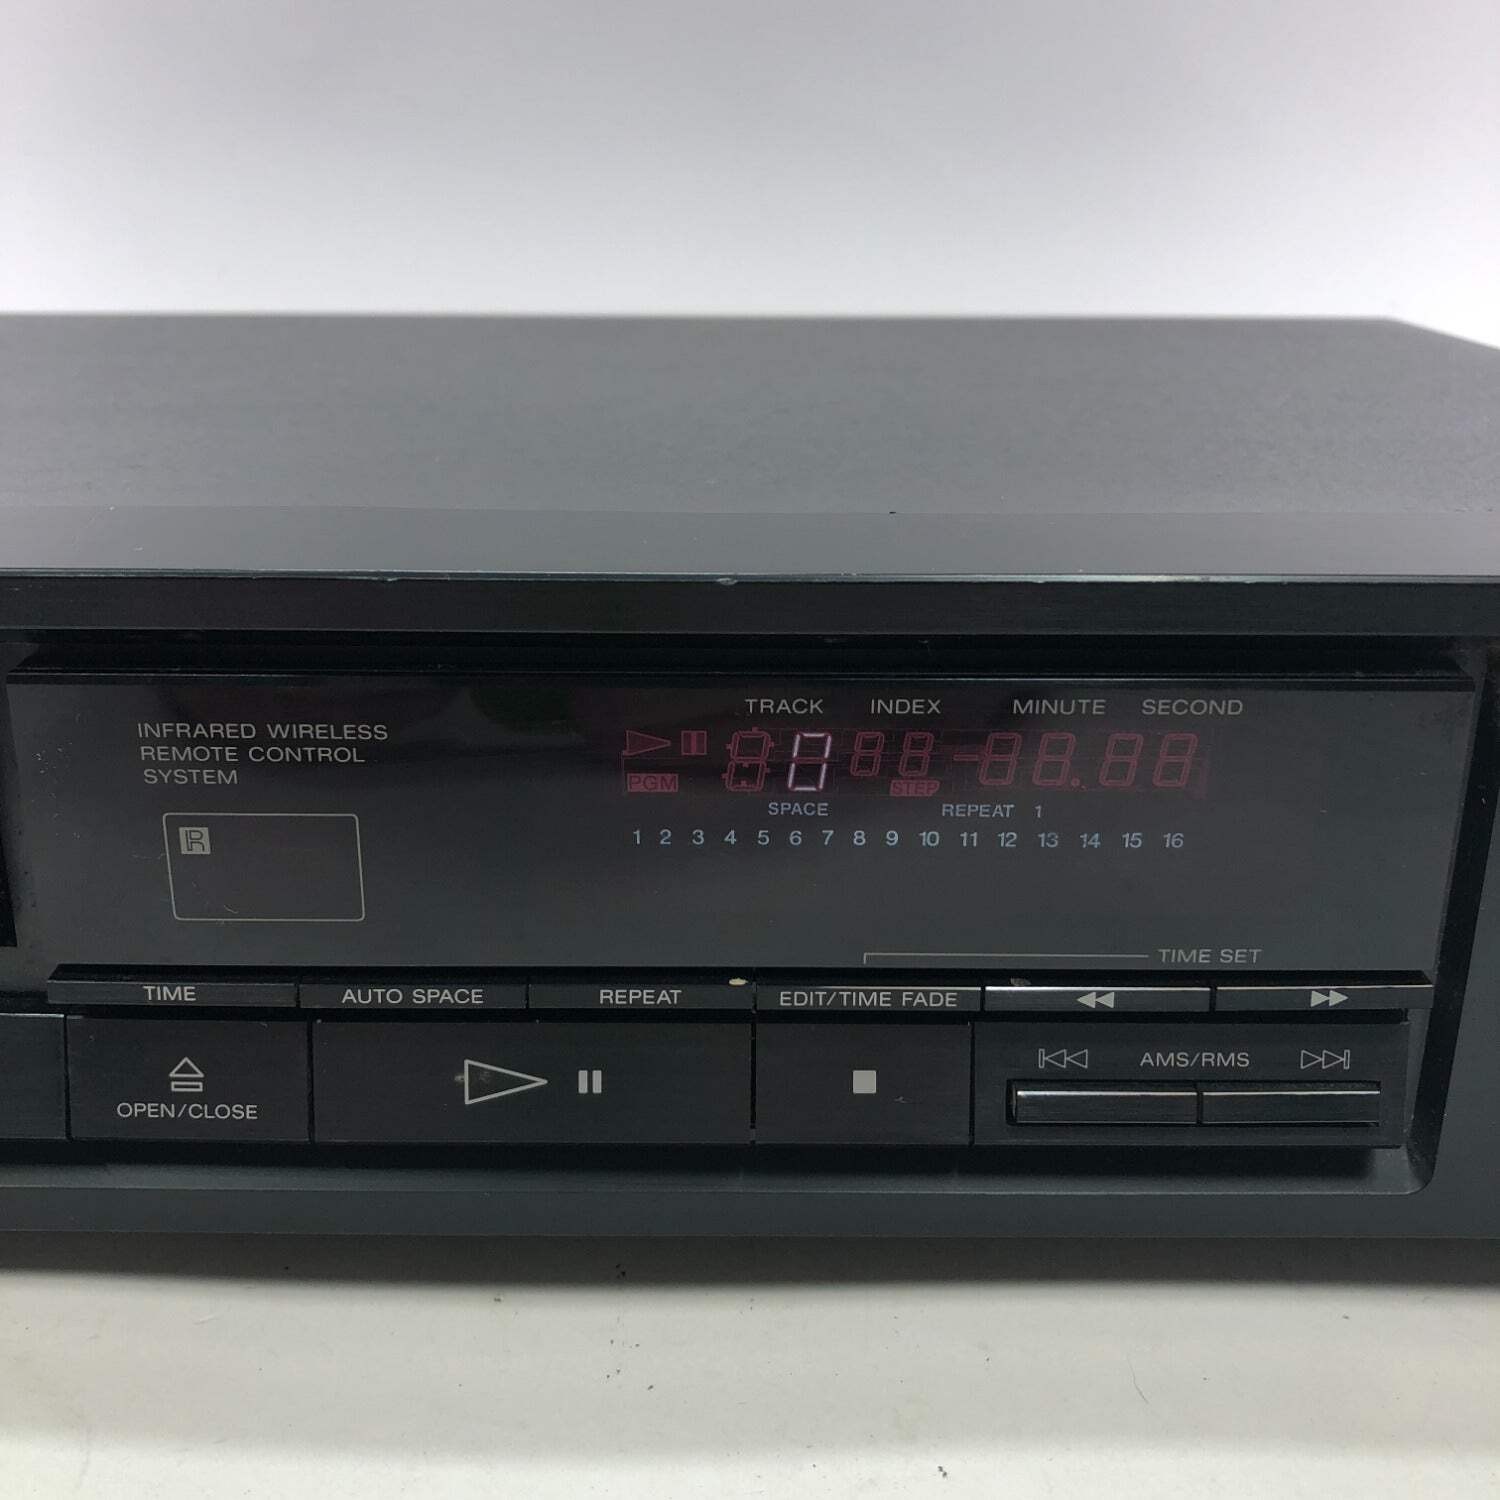 TRACK INDEX MINUTE SECOND
INFRARED WIRELESS
REMOTE CONTROL
SYSTEM
0
PGM STEP
SPACE REPEAT 1
1 2 3 4 5 6 7 8 9 10 11 12 13 14 15 16
R
TIME SET
TIME AUTO SPACE REPEAT EDIT/TIME FADE
AMS/RMS
OPEN/CLOSE